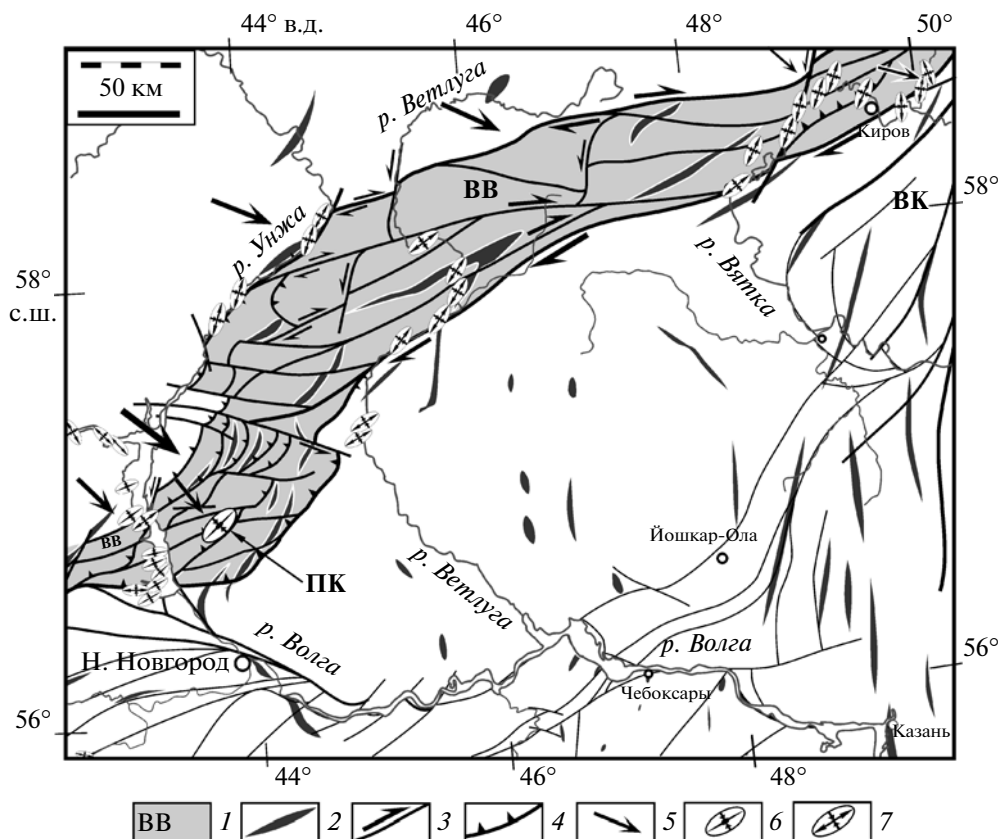 44° в.д.
46°
48°
50°
50 км
р. Ветлуга
Киров
ВВ
58°
ВК
р. Унжа
р. Вятка
58°
с.ш.
ВВ
Йошкар-Ола
ПК
р. Ветлуга
р. Волга
р. Волга
Н. Новгород
56°
Чебоксары
56°
Казань
44°
46°
48°
ВВ 1 2 3 4 5 6 7